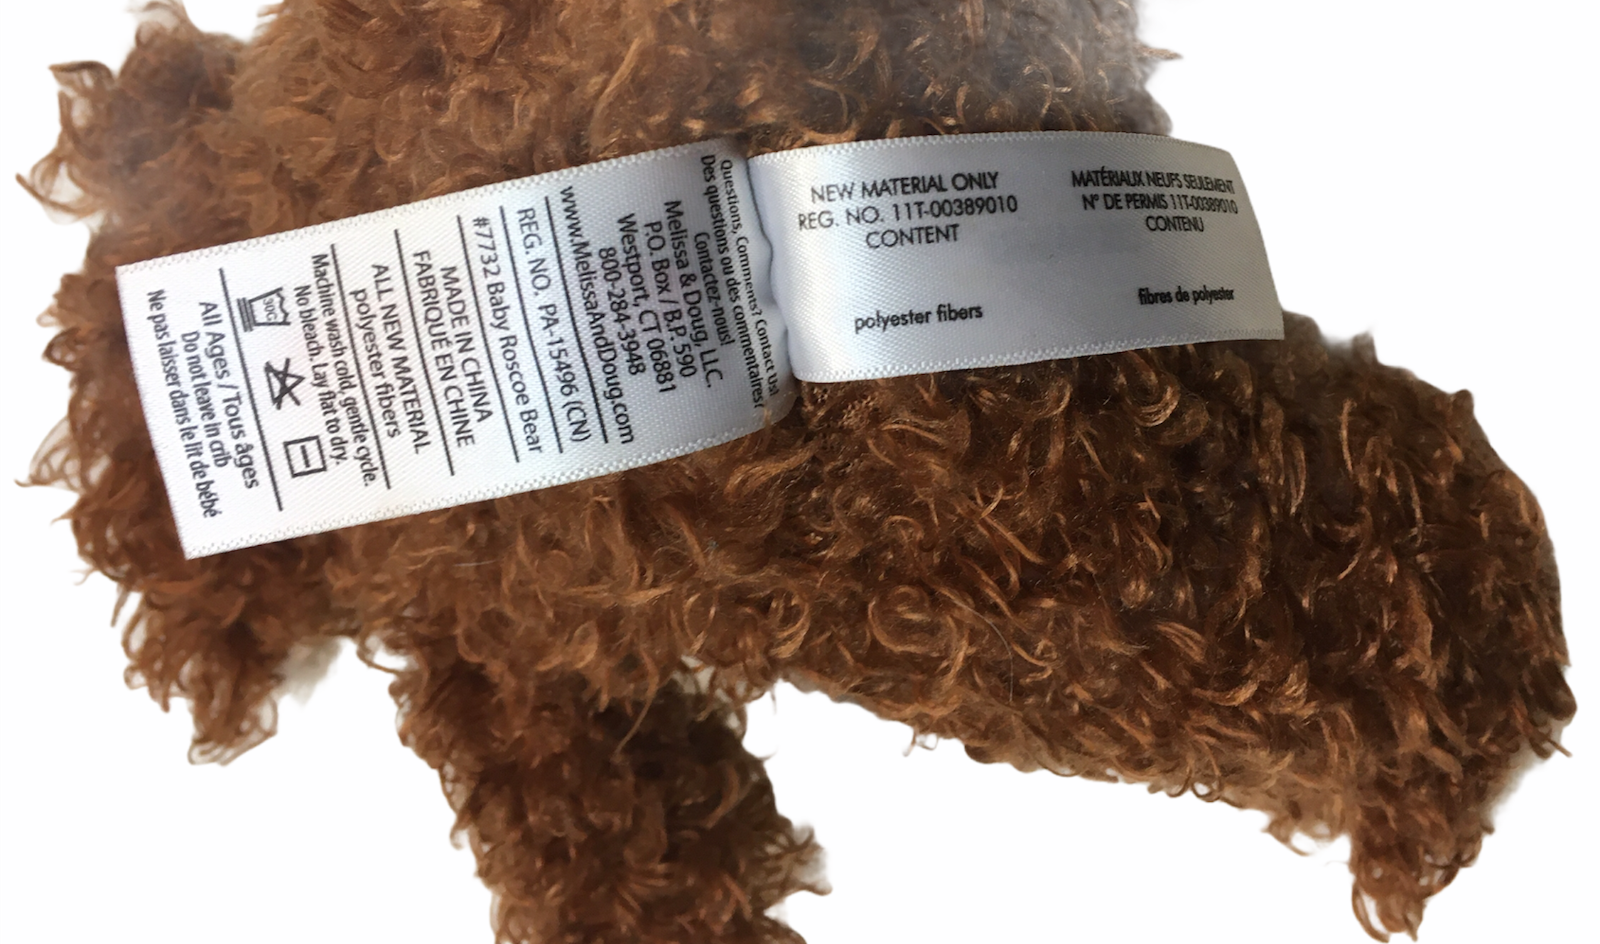 Questions, Comments? Contact Us!
Des questions ou des commentaires?
Contactez-nous!
Melissa & Doug, LLC.
P.O. Box / B.P. 590
Westport, CT 06881
800-284-3948
www.MelissaAndDoug.com
REG. NO. PA-15496 (CN)
#7732 Baby Roscoe Bear
MADE IN CHINA
FABRIQUÉ EN CHINE
ALL NEW MATERIAL
polyester fibers
Machine wash cold, gentle cycle.
No bleach. Lay flat to dry.
30C
All Ages / Tous âges
Do not leave in crib
Ne pas laisser dans le lit de bébé
NEW MATERIAL ONLY
REG. NO. 11T-00389010
CONTENT
polyester fibers
MATÉRIAUX NEUFS SEULEMENT
N° DE PERMIS 11T-00389010
CONTENU
fibres de polyester